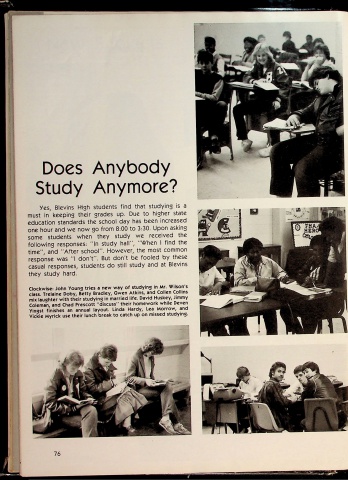 Does Anybody
Study Anymore?
Yes, Blevins High students find that studying is a
must in keeping their grades up. Due to higher state
education standards the school day has been increased
one hour and we now go from 8:00 to 3:30. Upon asking
some students when they study we received the
following responses. "In study hall", "When I find the
time", and "After school". However, the most common
response was "I don't". But don't be fooled by these
casual responses, students do still study and at Blevins
they study hard.
Clockwise: John Young tries a new way of studying in Mr. Wilson's
class. Trelaine Doby, Betty Bradley, Gwen Atkins, and Collen Collins
mix laughter with their studying in married life. David Huskey, Jimmy
Coleman, and Chad Prescott "discuss" their homework while Deven
Yingst finishes an annual layout. Linda Hardy, Lea Morrow, and
Vickie Myrick use their lunch break to catch up on missed studying.
76